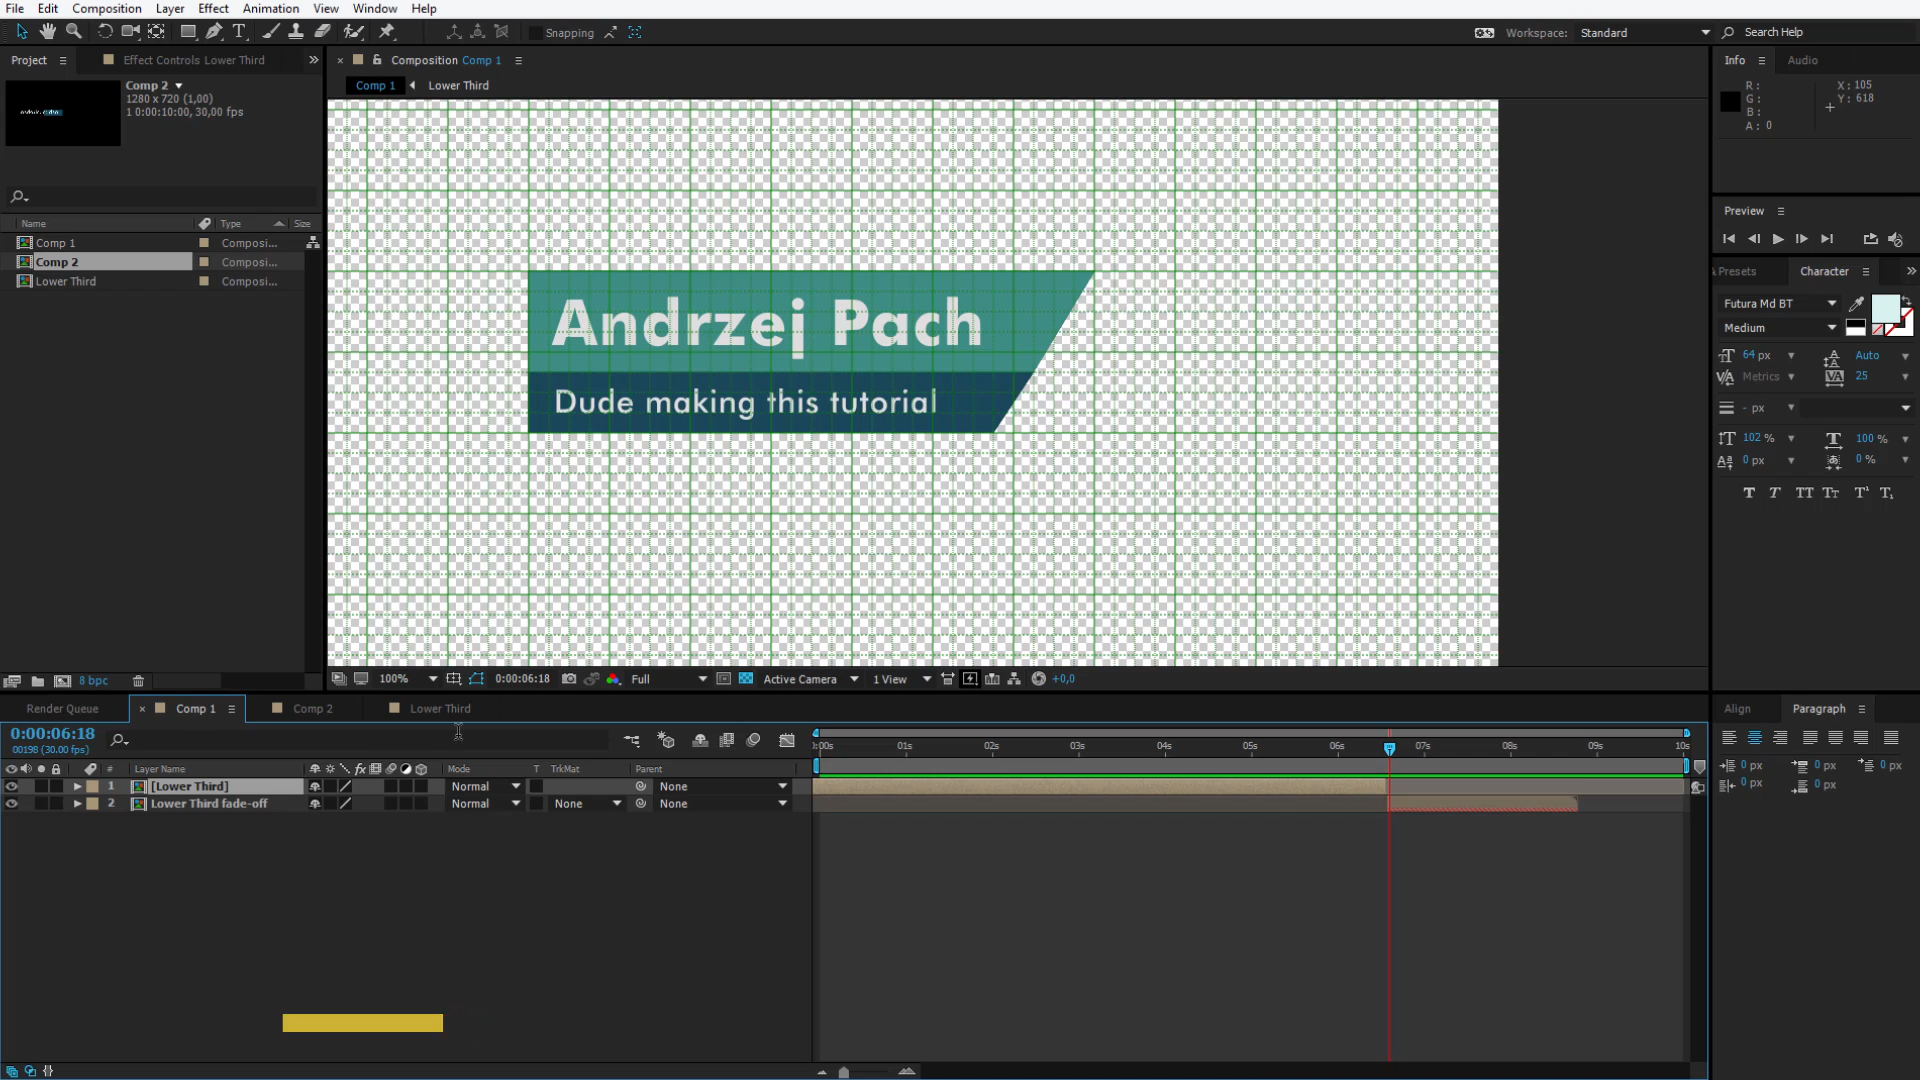 File Edit Composition Layer Effect Animation View Window Help
Snapping
Workspace: Standard
Search Help
Project
Effect Controls Lower Third
Composition Comp 1
Info
Audio
Comp 1
Lower Third
Comp 2
1280 x 720 (1,00)
1 0:00:10:00, 30,00 fps
R:
G:
B:
A: 0
X: 105
Y: 618
Name Type Size
Comp 1 Composi...
Comp 2 Composi...
Lower Third Composi...
Andrzej Pach
Dude making this tutorial
Preview
& Presets
Character
Futura Md BT
Medium
64 px Auto
Metrics 25
- px
102 % 100 %
0 px 0 %
8 bpc
100% 0:00:06:18 Full Active Camera 1 View +0,0
Render Queue
Comp 1
Comp 2
Lower Third
Align
Paragraph
0:00:06:18
00198 (30.00 fps)
:00s 01s 02s 03s 04s 05s 06s 07s 08s 09s 10s
# Layer Name fx Mode T TrkMat Parent
1 [Lower Third] Normal None
2 Lower Third fade-off Normal None None
0 px 0 px 0 px
0 px 0 px